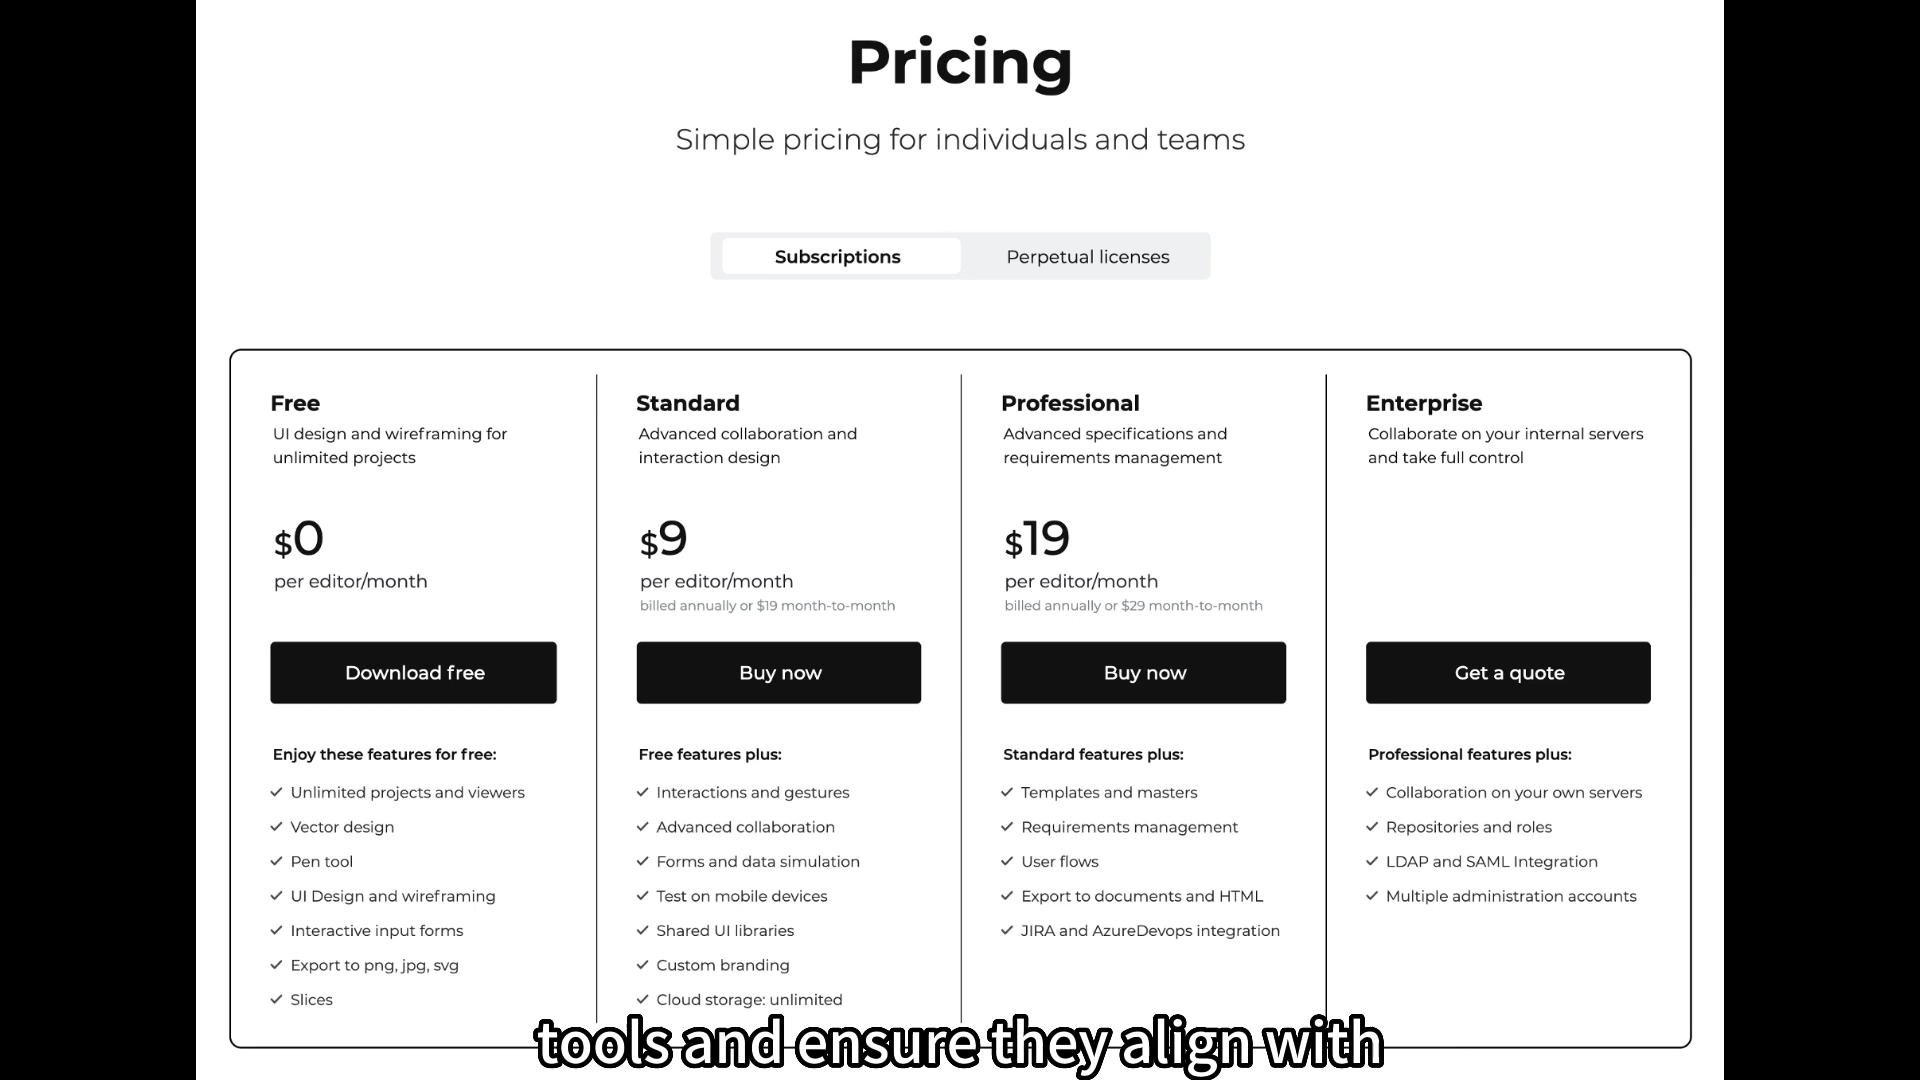 Pricing
Simple pricing for individuals and teams
Subscriptions
Perpetual licenses
Free
UI design and wireframing for
unlimited projects
$0
per editor/month
Download free
Enjoy these features for free:
Unlimited projects and viewers
Vector design
Pen tool
UI Design and wireframing
Interactive input forms
Export to png, jpg, svg
Slices
Standard
Advanced collaboration and
interaction design
$9
per editor/month
billed annually or $19 month-to-month
Buy now
Free features plus:
Interactions and gestures
Advanced collaboration
Forms and data simulation
Test on mobile devices
Shared UI libraries
Custom branding
Cloud storage: unlimited
Professional
Advanced specifications and
requirements management
$19
per editor/month
billed annually or $29 month-to-month
Buy now
Standard features plus:
Templates and masters
Requirements management
User flows
Export to documents and HTML
JIRA and AzureDevops integration
Enterprise
Collaborate on your internal servers
and take full control
Get a quote
Professional features plus:
Collaboration on your own servers
Repositories and roles
LDAP and SAML Integration
Multiple administration accounts
tools and ensure they align with